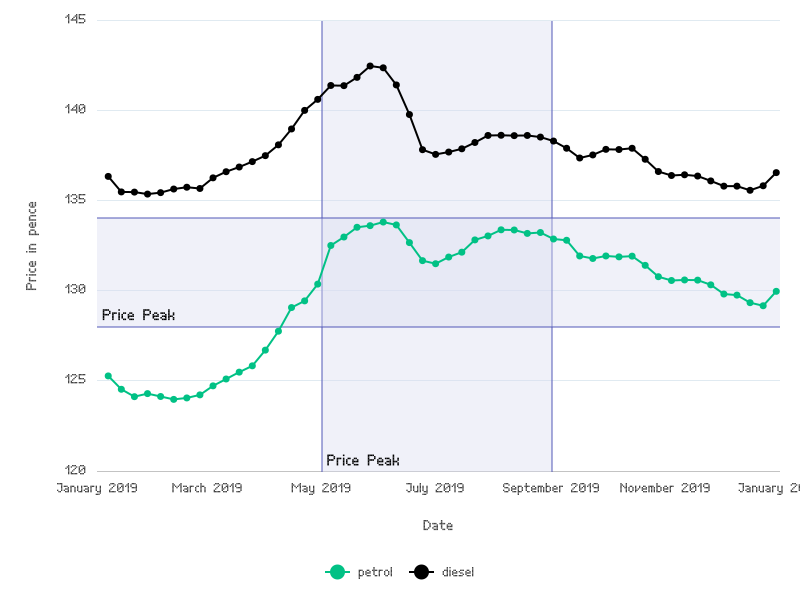 145
140
135
130
125
120
Price in pence
Price Peak
Price Peak
January 2019 March 2019 May 2019 July 2019 September 2019 November 2019 January
Date
petrol diesel